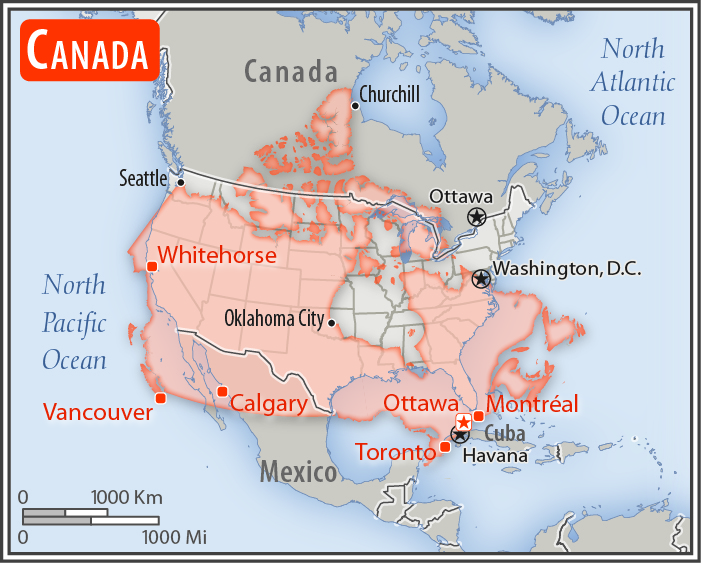 CANADA
Canada
North
Atlantic
Ocean
Churchill
Seattle
Ottawa
Whitehorse
Washington, D.C.
North
Pacific
Ocean
Oklahoma City
Vancouver
Calgary
Ottawa
Montréal
Toronto
Cuba
Havana
Mexico
0 1000 Km
0 1000 Mi